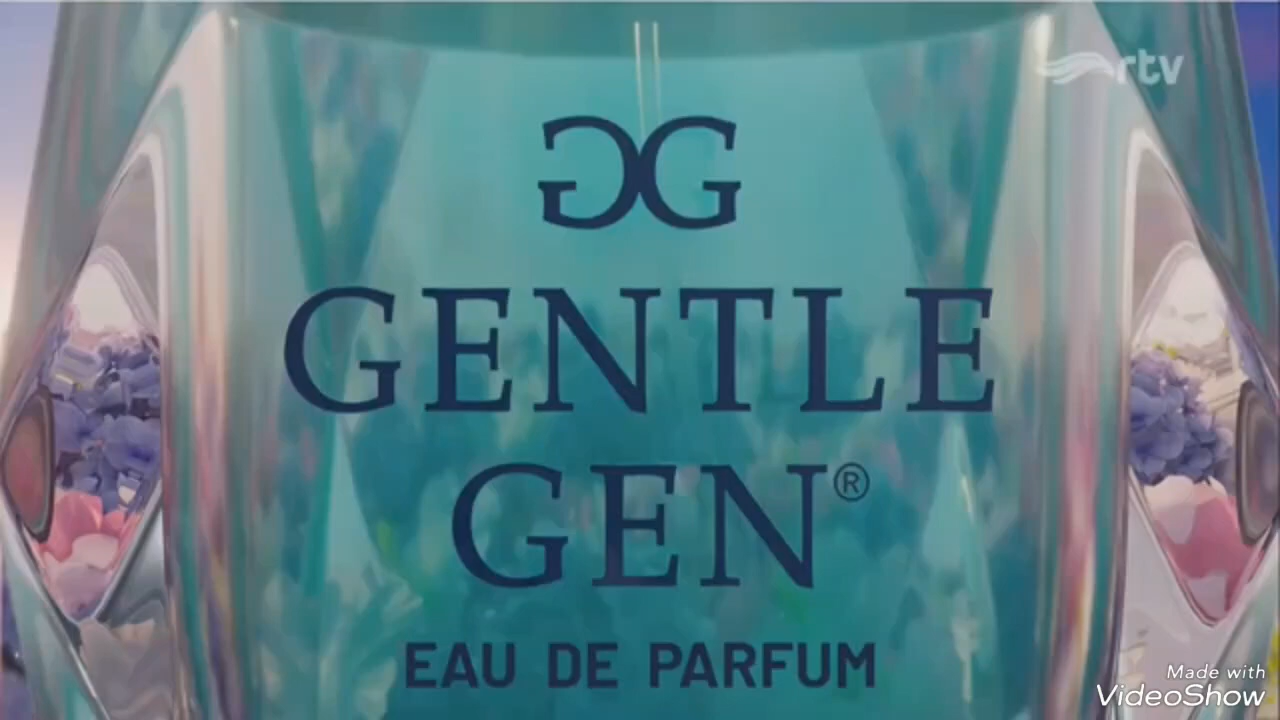 rtv
GG
GENTLE
GEN®
EAU DE PARFUM
Made with
VideoShow